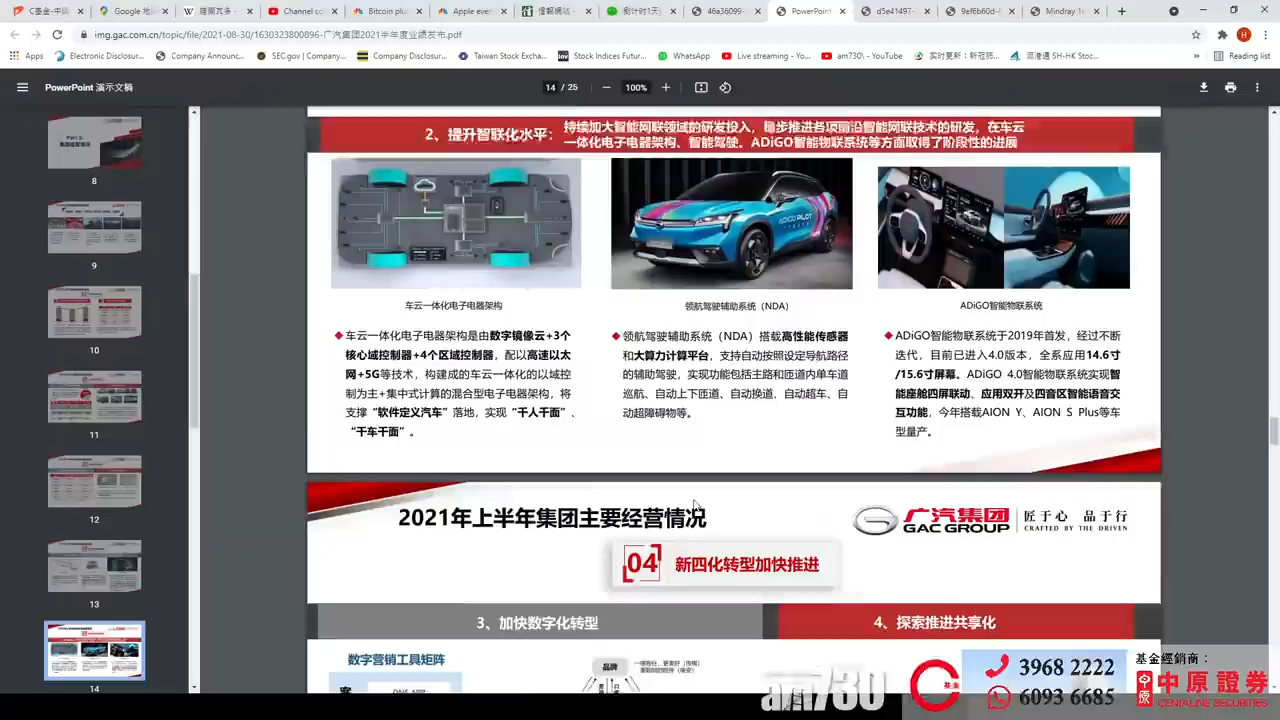 C奎金-中同
Google 地
W
維爾亢多 -
Channel c
Bitcoin plu
Apple even
信報網站 -
倒计时1天
46a36099-
PowerPoint
d5e41497-
9ef6b60d-
Mindray 1
img.gac.com.cn/topic/file/2021-08-30/1630323800896-广汽集团2021半年度业绩发布.pdf
Apps
Electronic Disclosur...
Company Announc...
SEC.gov | Company...
Company Disclosur...
Taiwan Stock Excha...
Stock Indices Futur...
WhatsApp
Live streaming - Yo...
am730\ - YouTube
实时更新：新冠肺...
滬港通 SH-HK Stoc...
Reading list
PowerPoint 演示文稿
14 / 25
100%
8
9
10
11
12
13
14
2、提升智联化水平：
持续加大智能网联领域的研发投入，稳步推进各项前沿智能网联技术的研发，在车云
一体化电子电器架构、智能驾驶。ADiGO智能物联系统等方面取得了阶段性的进展
ADiGO PILOT
车云一体化电子电器架构
领航驾驶辅助系统（NDA）
ADiGO智能物联系统
车云一体化电子电器架构是由数字镜像云+3个
核心域控制器+4个区域控制器，配以高速以太
网+5G等技术，构建成的车云一体化的以域控
制为主+集中式计算的混合型电子电器架构，将
支撑“软件定义汽车”落地，实现“千人千面”、
“千车千面”。
领航驾驶辅助系统（NDA）搭载高性能传感器
和大算力计算平台，支持自动按照设定导航路径
的辅助驾驶，实现功能包括主路和匝道内单车道
巡航、自动上下匝道、自动换道、自动超车、自
动超障碍物等。
ADiGO智能物联系统于2019年首发，经过不断
迭代，目前已进入4.0版本，全系应用14.6寸
/15.6寸屏幕。ADiGO 4.0智能物联系统实现智
能座舱四屏联动、应用双开及四音区智能语音交
互功能，今年搭载AION Y、AION S Plus等车
型量产。
2021年上半年集团主要经营情况
广汽集团
GAC GROUP
匠于心 品于行
CRAFTED BY THE DRIVEN
04 新四化转型加快推进
3、加快数字化转型
4、探索推进共享化
数字营销工具矩阵
品牌
am730
3968 2222
6093 6685
基金經銷商：
中原證券
CENTALINE SECURITIES